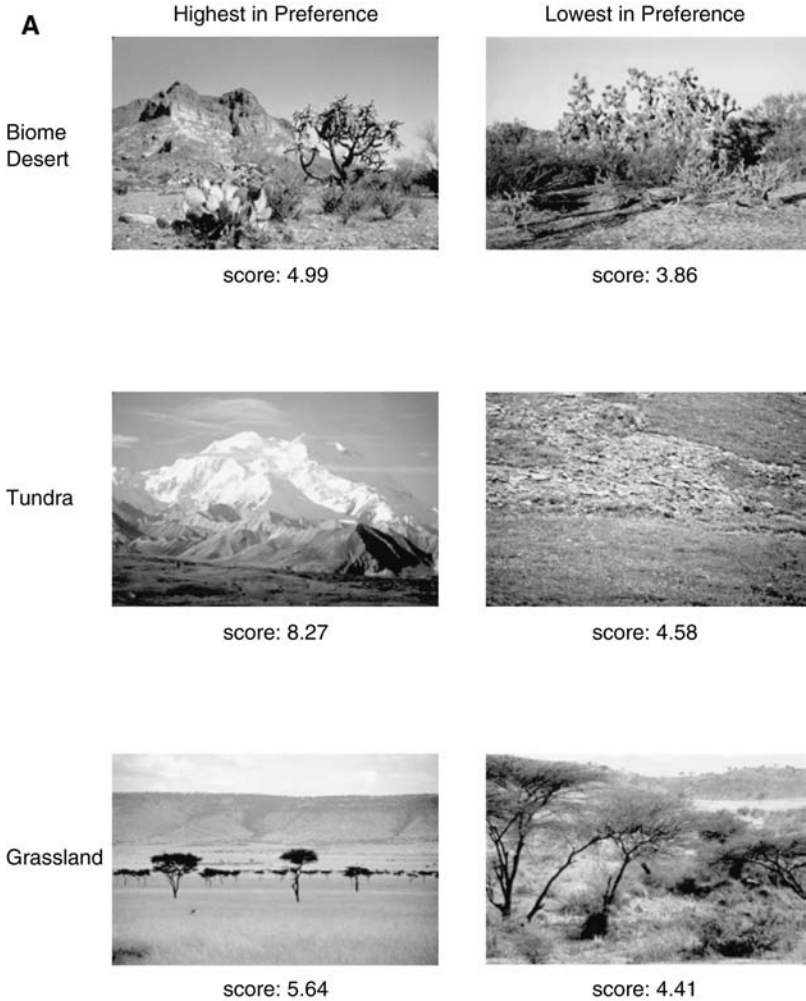 A
Highest in Preference
Lowest in Preference
Biome
Desert
score: 4.99
score: 3.86
Tundra
score: 8.27
score: 4.58
Grassland
score: 5.64
score: 4.41